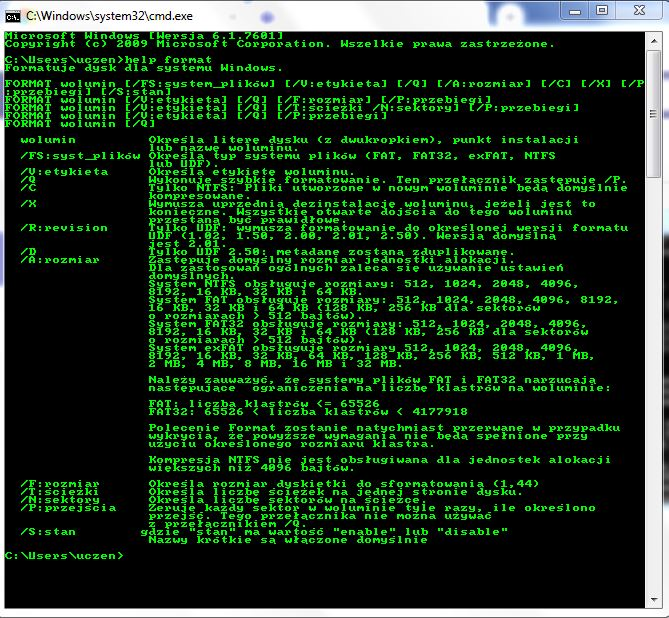 C:\Windows\system32\cmd.exe
Microsoft Windows [Wersja 6.1.7601]
Copyright (c) 2009 Microsoft Corporation. Wszelkie prawa zastrzeżone.
C:\Users\uczen>help format
Formatuje dysk dla systemu Windows.
FORMAT wolumin [/FS:system_plików] [/V:etykieta] [/Q] [/A:rozmiar] [/C] [/X] [/P
:przebiegi] [/S:stan]
FORMAT wolumin [/V:etykieta] [/Q] [/F:rozmiar] [/P:przebiegi]
FORMAT wolumin [/V:etykieta] [/Q] [/T:ścieżki /N:sektory] [/P:przebiegi]
FORMAT wolumin [/V:etykieta] [/Q] [/P:przebiegi]
FORMAT wolumin [/Q]
wolumin Określa literę dysku (z dwukropkiem), punkt instalacji
lub nazwę woluminu.
/FS:syst_plików Określa typ systemu plików (FAT, FAT32, exFAT, NTFS
lub UDF).
/V:etykieta Określa etykietę woluminu.
/Q Wykonuje szybkie formatowanie. Ten przełącznik zastępuje /P.
/C Tylko NTFS: Pliki utworzone w nowym woluminie będą domyślnie
kompresowane.
/X Wymusza uprzednią dezinstalację woluminu, jeżeli jest to
konieczne. Wszystkie otwarte dojścia do tego woluminu
przestaną być prawidłowe.
/R:revision Tylko UDF: wymusza formatowanie do określonej wersji formatu
UDF (1.02, 1.50, 2.00, 2.01, 2.50). Wersją domyślną
jest 2.01.
/D Tylko UDF 2.50: metadane zostaną zduplikowane.
/A:rozmiar Zastępuje domyślny rozmiar jednostki alokacji.
Dla zastosowań ogólnych zaleca się używanie ustawień
domyślnych.
System NTFS obsługuje rozmiary: 512, 1024, 2048, 4096,
8192, 16 KB, 32 KB i 64 KB.
System FAT obsługuje rozmiary: 512, 1024, 2048, 4096, 8192,
16 KB, 32 KB i 64 KB (128 KB, 256 KB dla sektorów
o rozmiarach > 512 bajtów).
System FAT32 obsługuje rozmiary: 512, 1024, 2048, 4096,
8192, 16 KB, 32 KB i 64 KB (128 KB, 256 KB dla sektorów
o rozmiarach > 512 bajtów).
System exFAT obsługuje rozmiary 512, 1024, 2048, 4096,
8192, 16 KB, 32 KB, 64 KB, 128 KB, 256 KB, 512 KB, 1 MB,
2 MB, 4 MB, 8 MB, 16 MB i 32 MB.
Należy zauważyć, że systemy plików FAT i FAT32 narzucają
następujące ograniczenia na liczbę klastrów na woluminie:
FAT: liczba klastrów <= 65526
FAT32: 65526 < liczba klastrów < 4177918
Polecenie Format zostanie natychmiast przerwane w przypadku
wykrycia, że powyższe wymagania nie będą spełnione przy
użyciu określonego rozmiaru klastra.
Kompresja NTFS nie jest obsługiwana dla jednostek alokacji
większych niż 4096 bajtów.
/F:rozmiar Określa rozmiar dyskietki do sformatowania (1,44)
/T:ścieżki Określa liczbę ścieżek na jednej stronie dysku.
/N:sektory Określa liczbę sektorów na ścieżce.
/P:przejścia Zeruje każdy sektor w woluminie tyle razy, ile określono
przejść. Tego przełącznika nie można używać
z przełącznikiem /Q.
/S:stan gdzie "stan" ma wartość "enable" lub "disable"
Nazwy krótkie są włączone domyślnie
C:\Users\uczen>